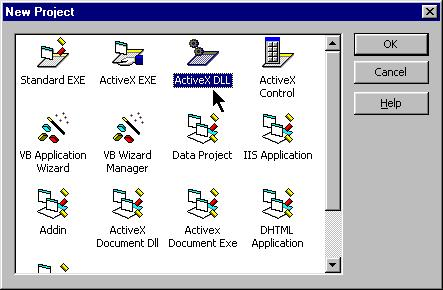 New Project
Standard EXE
ActiveX EXE
ActiveX DLL
ActiveX
Control
VB Application
Wizard
VB Wizard
Manager
Data Project
IIS Application
Addin
ActiveX
Document Dll
Activex
Document Exe
DHTML
Application
OK
Cancel
Help